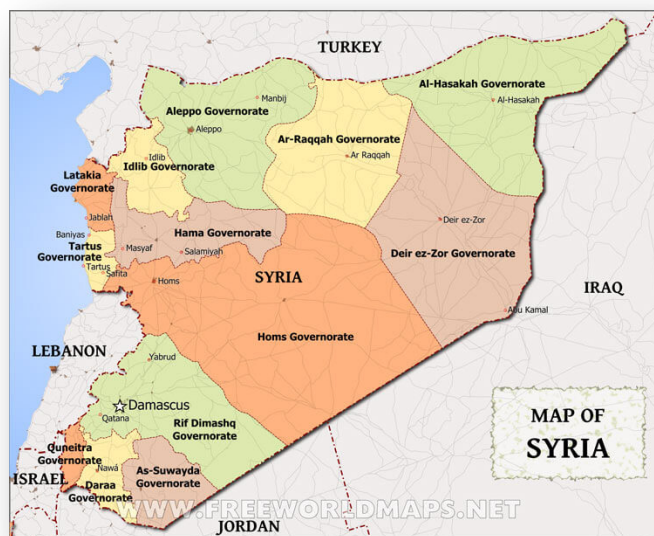 TURKEY
Al-Hasakah Governorate
Manbij
Al-Hasakah
Aleppo Governorate
Aleppo
Ar-Raqqah Governorate
Idlib
Ar Raqqah
Idlib Governorate
Latakia
Governorate
Jablah
Deir ez-Zor
Baniyas
Hama Governorate
Tartus
Governorate
Masyaf
Salamiyah
Deir ez-Zor Governorate
Tartus
Safita
SYRIA
Homs
IRAQ
Abu Kamal
Homs Governorate
LEBANON
Yabrud
Damascus
Qatana
Rif Dimashq
Governorate
MAP OF
SYRIA
Quneitra
Governorate
Nawá
ISRAEL
Daraa
Governorate
As-Suwayda
Governorate
WWW.FREEWORLDMAPS.NET
JORDAN